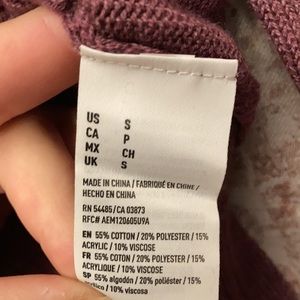 US S
CA P
MX CH
UK S
MADE IN CHINA / FABRIQUÉ EN CHINE /
HECHO EN CHINA
RN 54485/CA 03873
RFC# AEM120605U9A
EN 55% COTTON / 20% POLYESTER / 15%
ACRYLIC / 10% VISCOSE
FR 55% COTON / 20% POLYESTER / 15%
ACRYLIQUE / 10% VISCOSE
SP 55% algodón / 20% poliéster / 15%
/ 10% viscosa